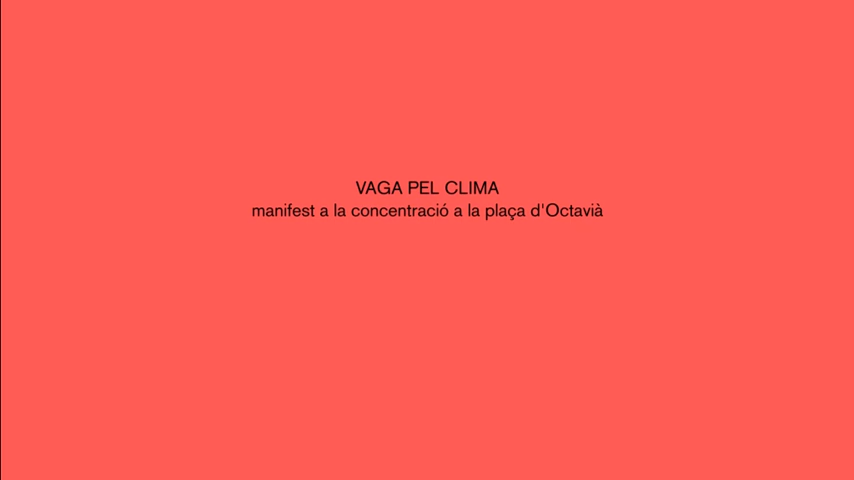 VAGA PEL CLIMA
manifest a la concentració a la plaça d'Octavià